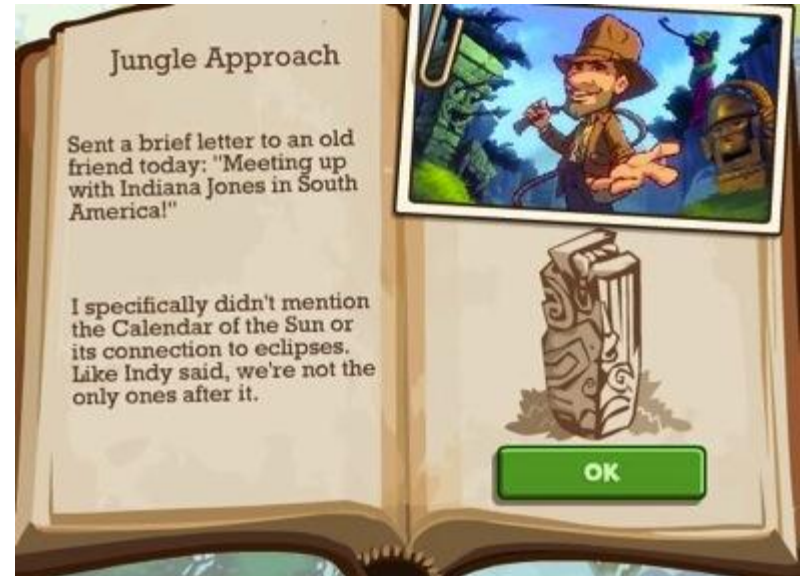 Jungle Approach
Sent a brief letter to an old
friend today: "Meeting up
with Indiana Jones in South
America!"
I specifically didn't mention
the Calendar of the Sun or
its connection to eclipses.
Like Indy said, we're not the
only ones after it.
OK